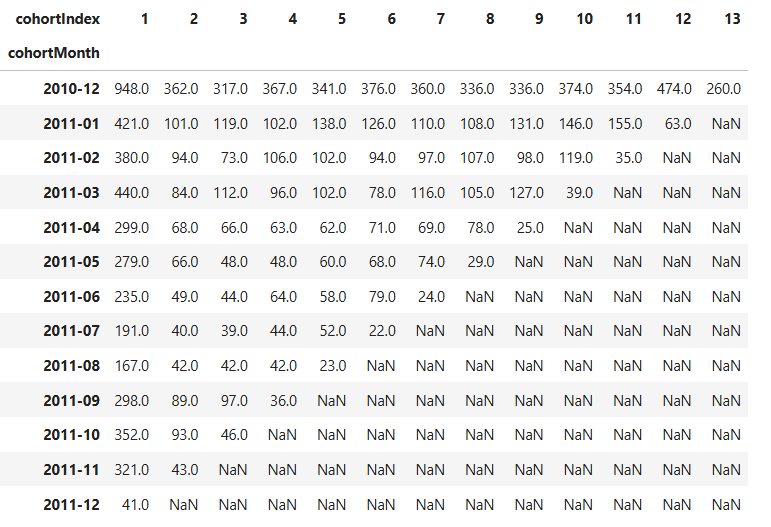 cohortIndex 1 2 3 4 5 6 7 8 9 10 11 12 13
cohortMonth
2010-12 948.0 362.0 317.0 367.0 341.0 376.0 360.0 336.0 336.0 374.0 354.0 474.0 260.0
2011-01 421.0 101.0 119.0 102.0 138.0 126.0 110.0 108.0 131.0 146.0 155.0 63.0 NaN
2011-02 380.0 94.0 73.0 106.0 102.0 94.0 97.0 107.0 98.0 119.0 35.0 NaN NaN
2011-03 440.0 84.0 112.0 96.0 102.0 78.0 116.0 105.0 127.0 39.0 NaN NaN NaN
2011-04 299.0 68.0 66.0 63.0 62.0 71.0 69.0 78.0 25.0 NaN NaN NaN NaN
2011-05 279.0 66.0 48.0 48.0 60.0 68.0 74.0 29.0 NaN NaN NaN NaN NaN
2011-06 235.0 49.0 44.0 64.0 58.0 79.0 24.0 NaN NaN NaN NaN NaN NaN
2011-07 191.0 40.0 39.0 44.0 52.0 22.0 NaN NaN NaN NaN NaN NaN NaN
2011-08 167.0 42.0 42.0 42.0 23.0 NaN NaN NaN NaN NaN NaN NaN NaN
2011-09 298.0 89.0 97.0 36.0 NaN NaN NaN NaN NaN NaN NaN NaN NaN
2011-10 352.0 93.0 46.0 NaN NaN NaN NaN NaN NaN NaN NaN NaN NaN
2011-11 321.0 43.0 NaN NaN NaN NaN NaN NaN NaN NaN NaN NaN NaN
2011-12 41.0 NaN NaN NaN NaN NaN NaN NaN NaN NaN NaN NaN NaN